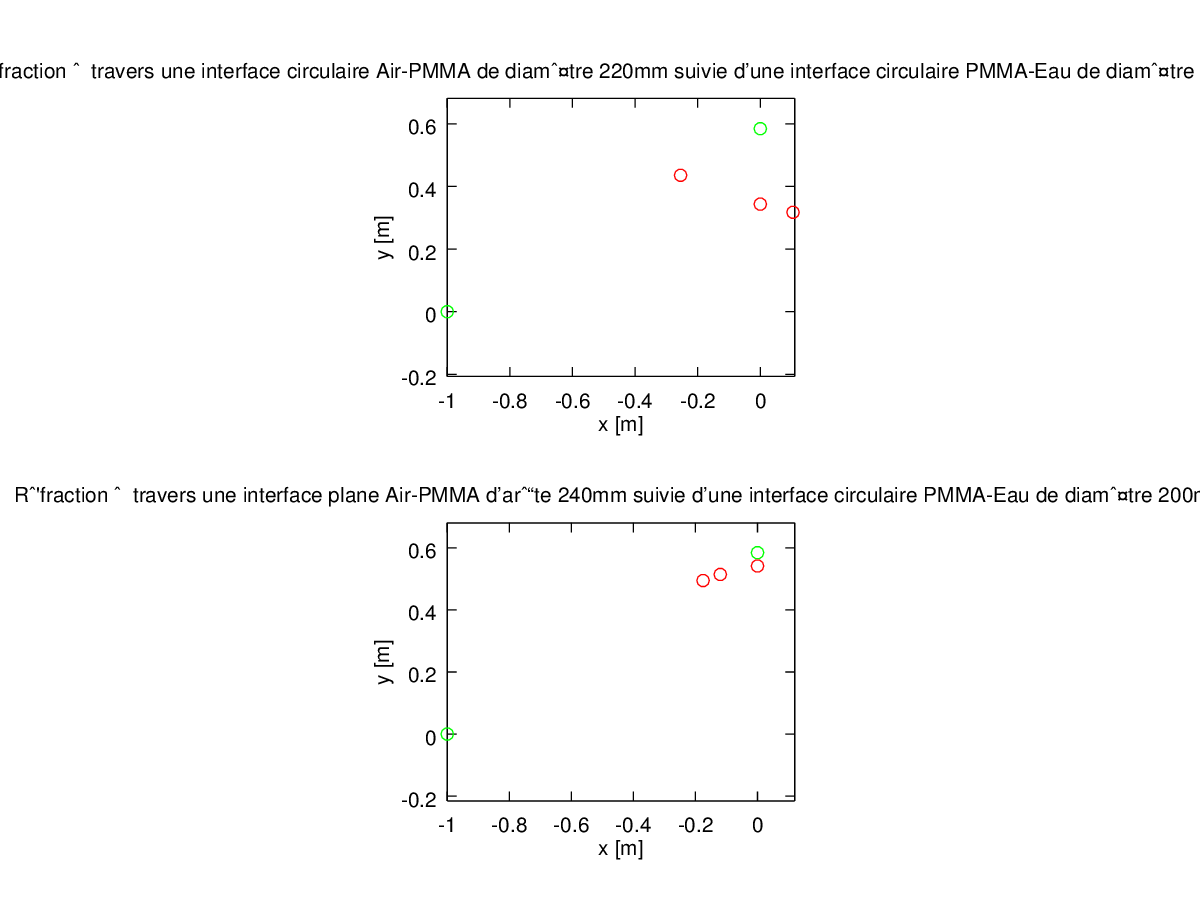 fraction ˆ  travers une interface circulaire Air-PMMA de diamˆ¤tre 220mm suivie d'une interface circulaire PMMA-Eau de diamˆ¤tre
0.6
0.4
0.2
0
-0.2
y [m]
-1 -0.8 -0.6 -0.4 -0.2 0
x [m]
Rˆ'fraction ˆ  travers une interface plane Air-PMMA d'arˆ“te 240mm suivie d'une interface circulaire PMMA-Eau de diamˆ¤tre 200m
0.6
0.4
0.2
0
-0.2
y [m]
-1 -0.8 -0.6 -0.4 -0.2 0
x [m]